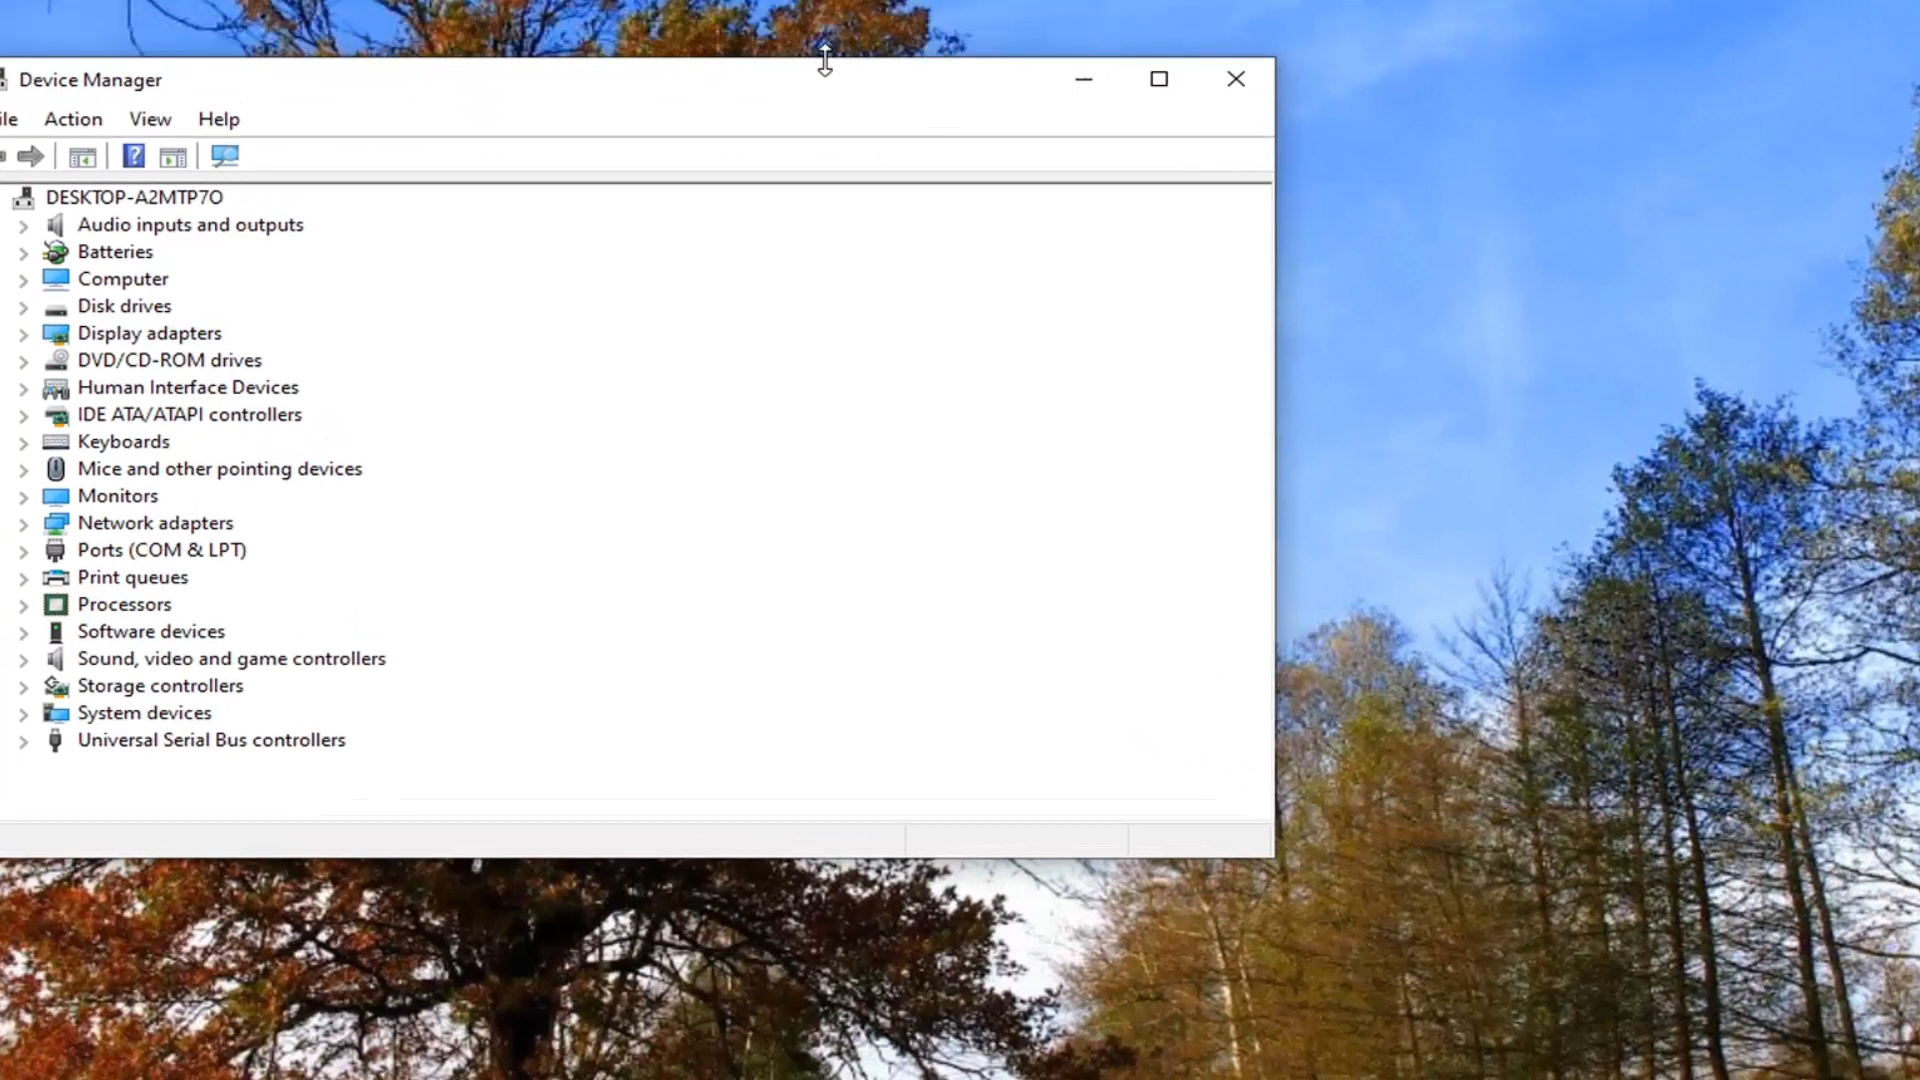 Device Manager
ile Action View Help
?
DESKTOP-A2MTP7O
Audio inputs and outputs
Batteries
Computer
Disk drives
Display adapters
DVD/CD-ROM drives
Human Interface Devices
IDE ATA/ATAPI controllers
Keyboards
Mice and other pointing devices
Monitors
Network adapters
Ports (COM & LPT)
Print queues
Processors
Software devices
Sound, video and game controllers
Storage controllers
System devices
Universal Serial Bus controllers